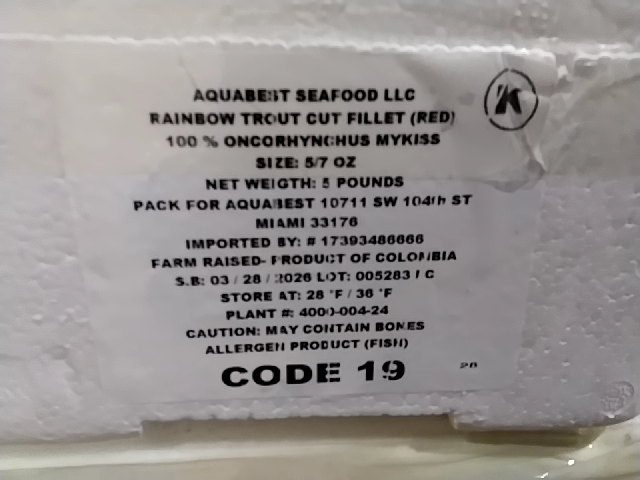 AQUABEST SEAFOOD LLC
RAINBOW TROUT CUT FILLET (RED)
K
100 % ONCORHYNCHUS MYKISS
SIZE: 5/7 OZ
NET WEIGTH: 5 POUNDS
PACK FOR AQUABEST 10711 SW 104th ST
MIAMI 33176
IMPORTED BY: # 17393486666
FARM RAISED- PRODUCT OF COLOMBIA
S.B: 03 / 28 / 2026 LOT: 005283 / C
STORE AT: 28 °F / 36 °F
PLANT #: 4000-004-24
CAUTION: MAY CONTAIN BONES
ALLERGEN PRODUCT (FISH)
CODE 19